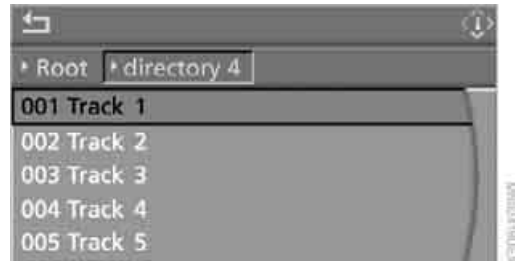 Root directory 4
001 Track 1
002 Track 2
003 Track 3
004 Track 4
005 Track 5